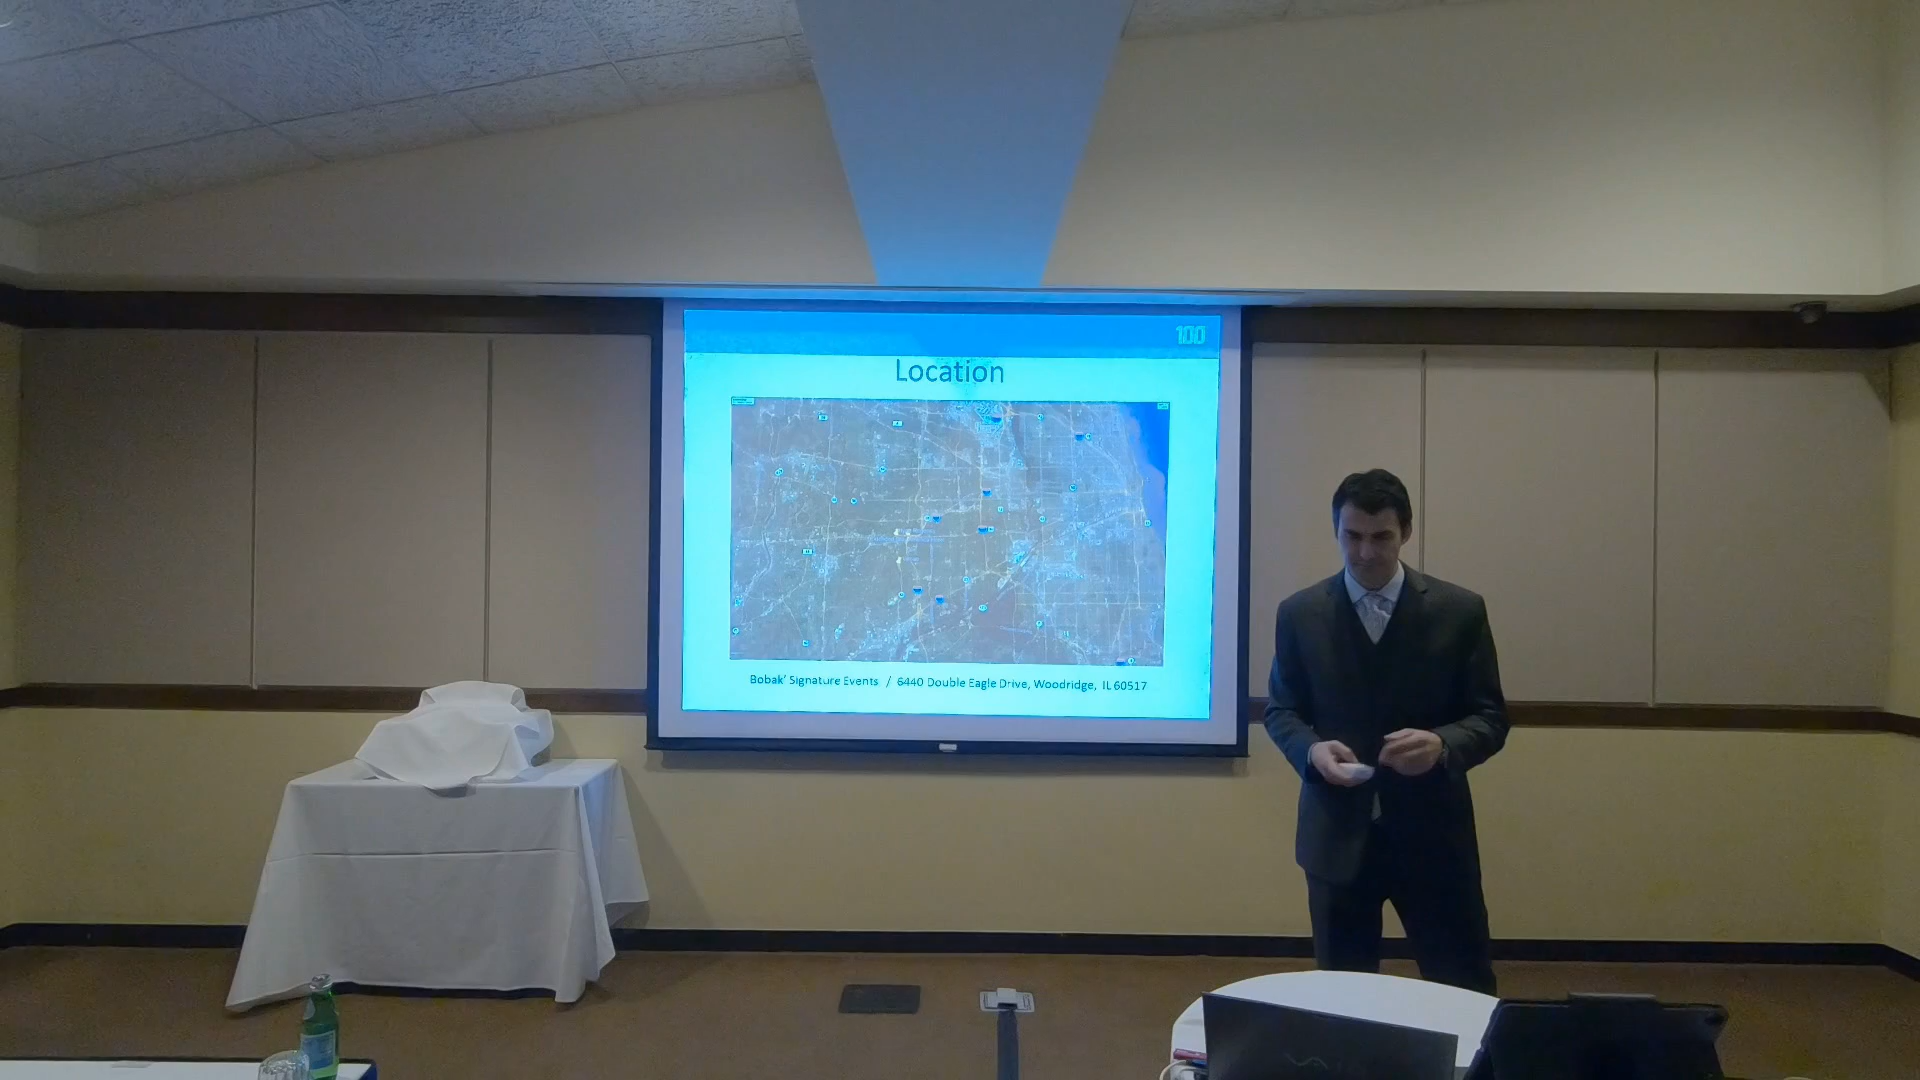 100
Location
Bobak' Signature Events / 6440 Double Eagle Drive, Woodridge, IL 60517